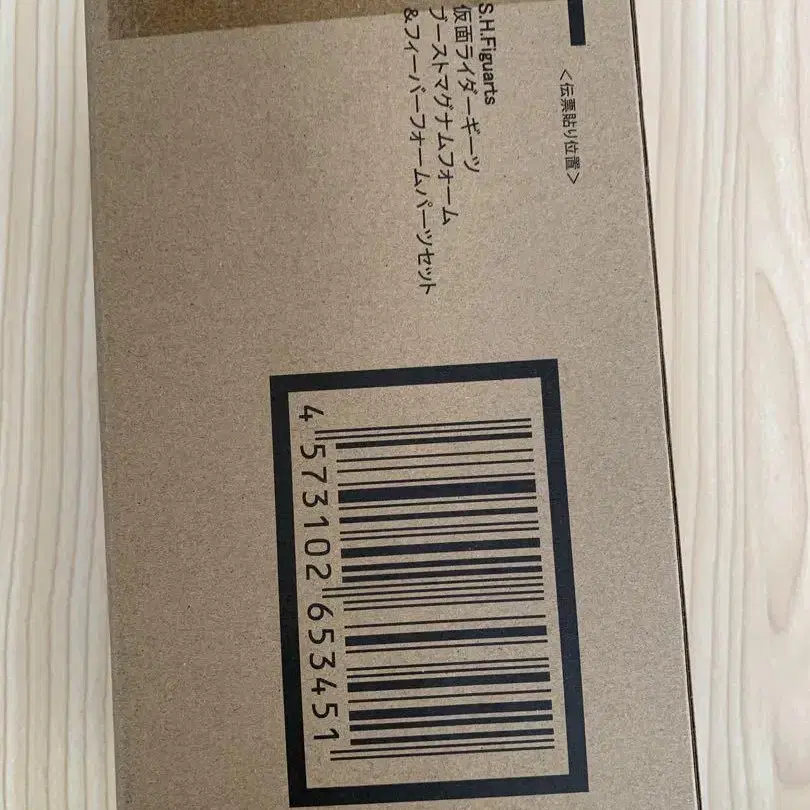 <伝票貼り位置>
S.H.Figuarts
仮面ライダーギーツ
ブーストマグナムフォーム
&フィーバーフォームパーツセット
4 573102 653451